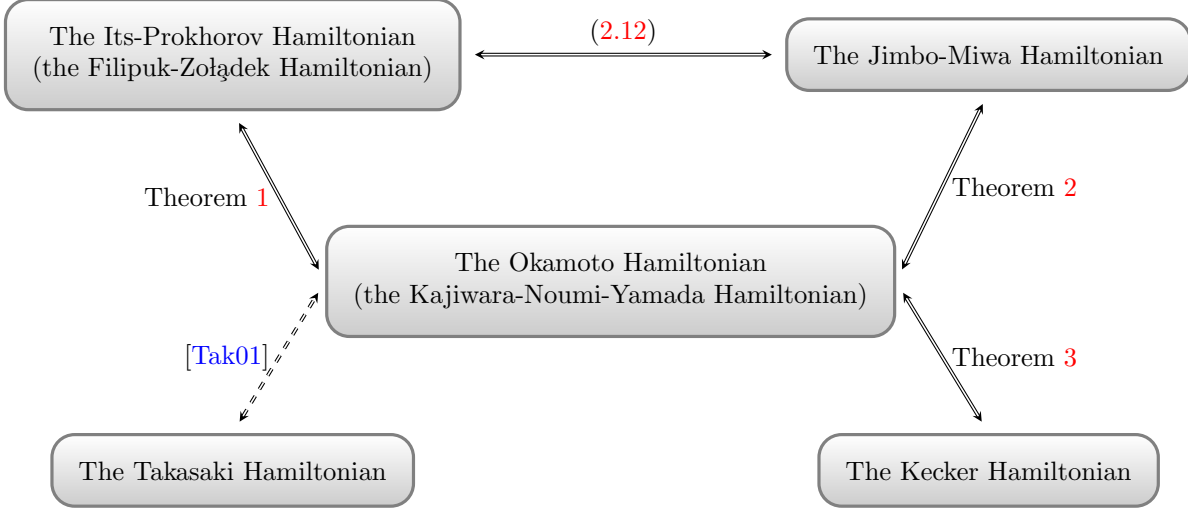 The Its-Prokhorov Hamiltonian
(the Filipuk-Zołądek Hamiltonian)
(2.12)
The Jimbo-Miwa Hamiltonian
Theorem 1
Theorem 2
The Okamoto Hamiltonian
(the Kajiwara-Noumi-Yamada Hamiltonian)
[Tak01]
Theorem 3
The Takasaki Hamiltonian
The Kecker Hamiltonian